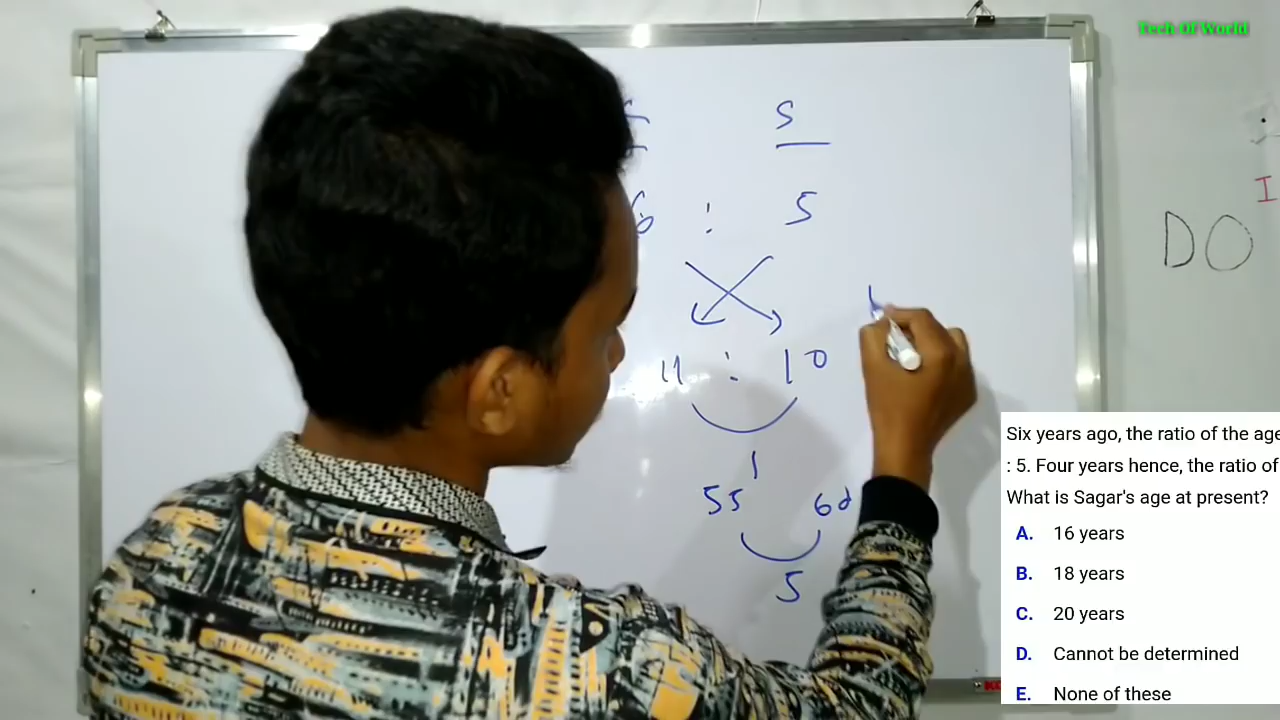 Tech Of World
S
6 : 5
I
DO
11 : 10
1
55 60
5
Six years ago, the ratio of the age
: 5. Four years hence, the ratio of
What is Sagar's age at present?
A. 16 years
B. 18 years
C. 20 years
D. Cannot be determined
E. None of these